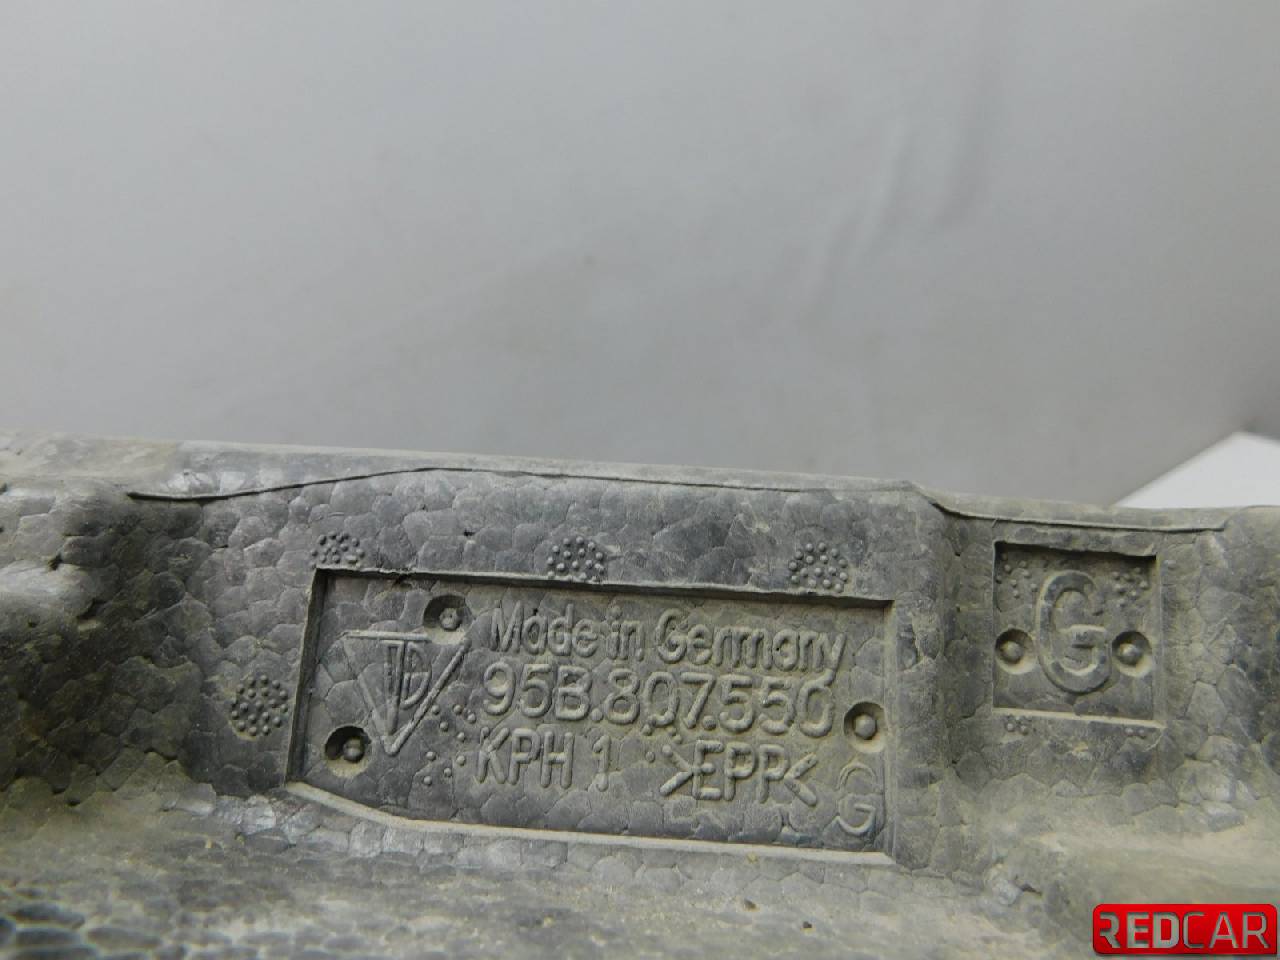 Made in Germany
95B.807.550
KPH 1 >EPP<
G
G
REDCAR